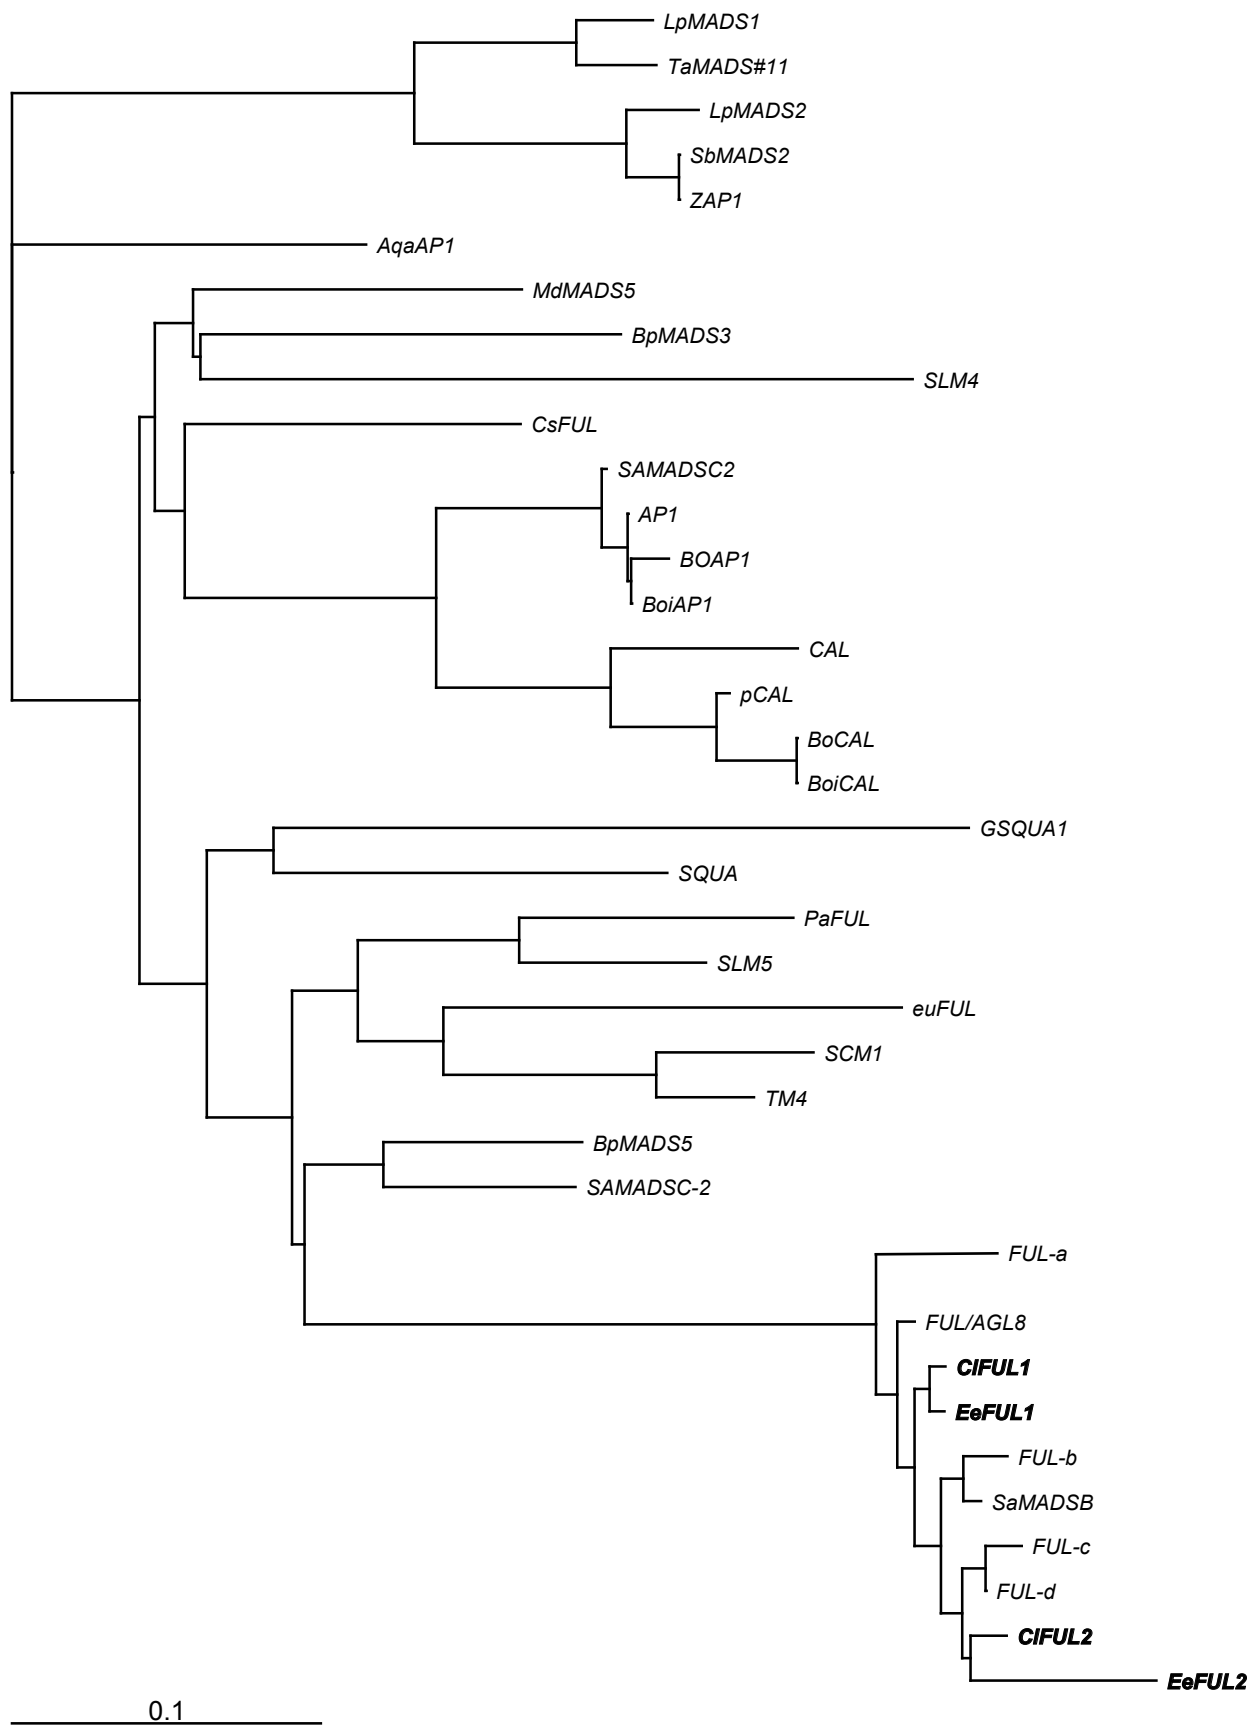 LpMADS1
TaMADS#11
LpMADS2
SbMADS2
ZAP1
AqaAP1
MdMADS5
BpMADS3
SLM4
CsFUL
SAMADSC2
AP1
BOAP1
BoiAP1
CAL
pCAL
BoCAL
BoiCAL
GSQUA1
SQUA
PaFUL
SLM5
euFUL
SCM1
TM4
BpMADS5
SAMADSC-2
FUL-a
FUL/AGL8
ClFUL1
EeFUL1
FUL-b
SaMADSB
FUL-c
FUL-d
ClFUL2
EeFUL2
0.1